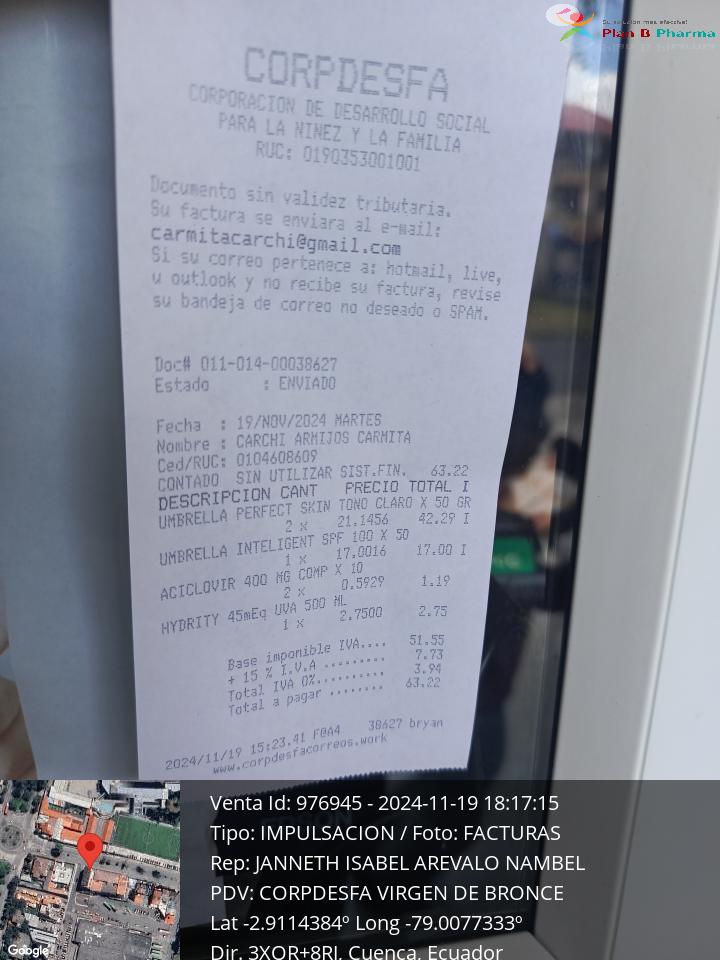 Su solucion mas efectiva!
Plan B Pharma
CORPDESFA
CORPORACION DE DESARROLLO SOCIAL
PARA LA NINEZ Y LA FAMILIA
RUC: 0190353001001
Documento sin validez tributaria.
Su factura se enviara al e-mail:
carmitacarchi@gmail.com
Si su correo pertenece a: hotmail, live,
u outlook y no recibe su factura, revise
su bandeja de correo no deseado o SPAM.
Doc# 011-014-00038627
Estado : ENVIADO
Fecha : 19/NOV/2024 MARTES
Nombre : CARCHI ARMIJOS CARMITA
Ced/RUC: 0104608609
CONTADO SIN UTILIZAR SIST.FIN. 63.22
DESCRIPCION CANT PRECIO TOTAL I
UMBRELLA PERFECT SKIN TONO CLARO X 50 GR
2 x 21.1456 42.29 I
UMBRELLA INTELIGENT SPF 100 X 50
1 x 17.0016 17.00 I
ACICLOVIR 400 MG COMP X 10
2 x 0.5929 1.19
HYDRITY 45mEq UVA 500 ML
1 x 2.7500 2.75
Base imponible IVA.... 51.55
+ 15 % I.V.A ......... 7.73
Total IVA 0%.......... 3.94
Total a pagar ........ 63.22
2024/11/19 15:23.41 F@A4 38627 bryan
www.corpdesfacorreos.work
Venta Id: 976945 - 2024-11-19 18:17:15
Tipo: IMPULSACION / Foto: FACTURAS
Rep: JANNETH ISABEL AREVALO NAMBEL
PDV: CORPDESFA VIRGEN DE BRONCE
Lat -2.9114384º Long -79.0077333º
Dir. 3XQR+8RJ, Cuenca, Ecuador
Google